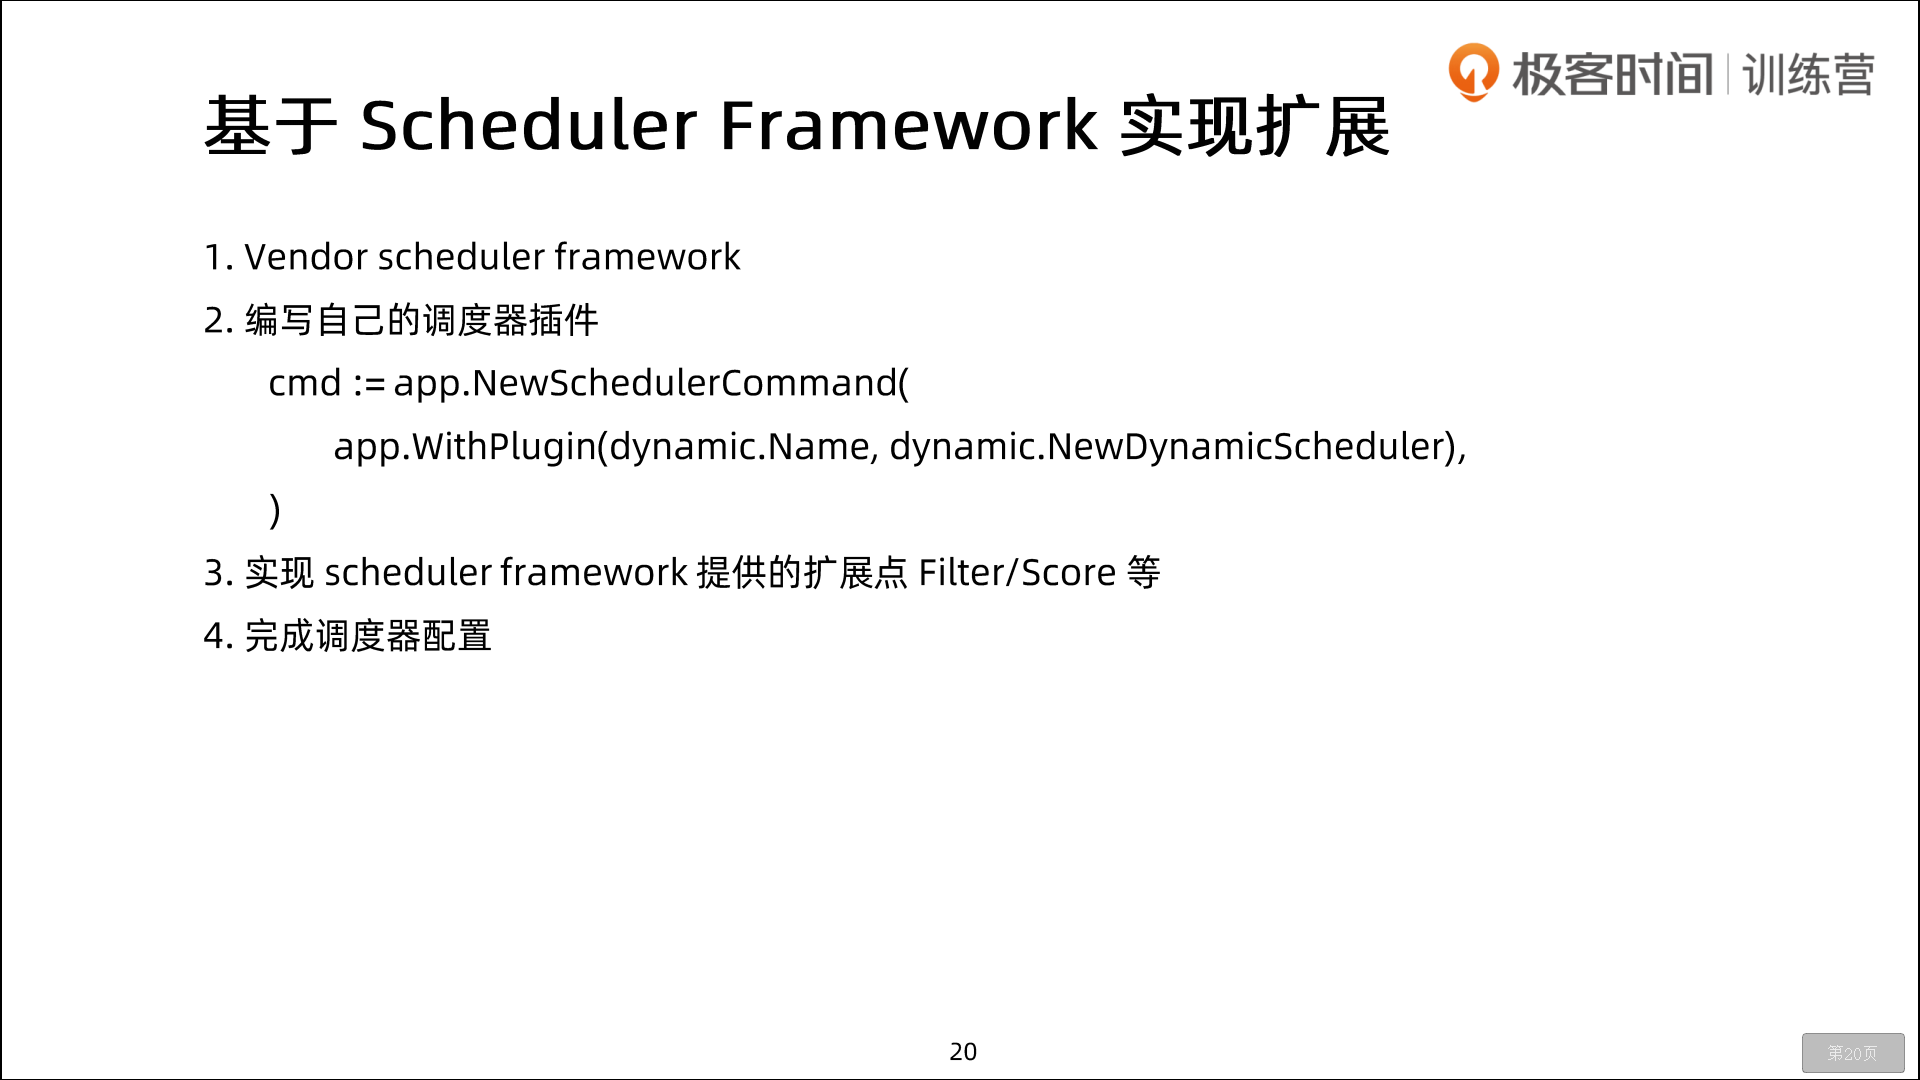 极客时间 | 训练营
基于 Scheduler Framework 实现扩展
1. Vendor scheduler framework
2. 编写自己的调度器插件
cmd := app.NewSchedulerCommand(
app.WithPlugin(dynamic.Name, dynamic.NewDynamicScheduler),
)
3. 实现 scheduler framework 提供的扩展点 Filter/Score 等
4. 完成调度器配置
20
第20页